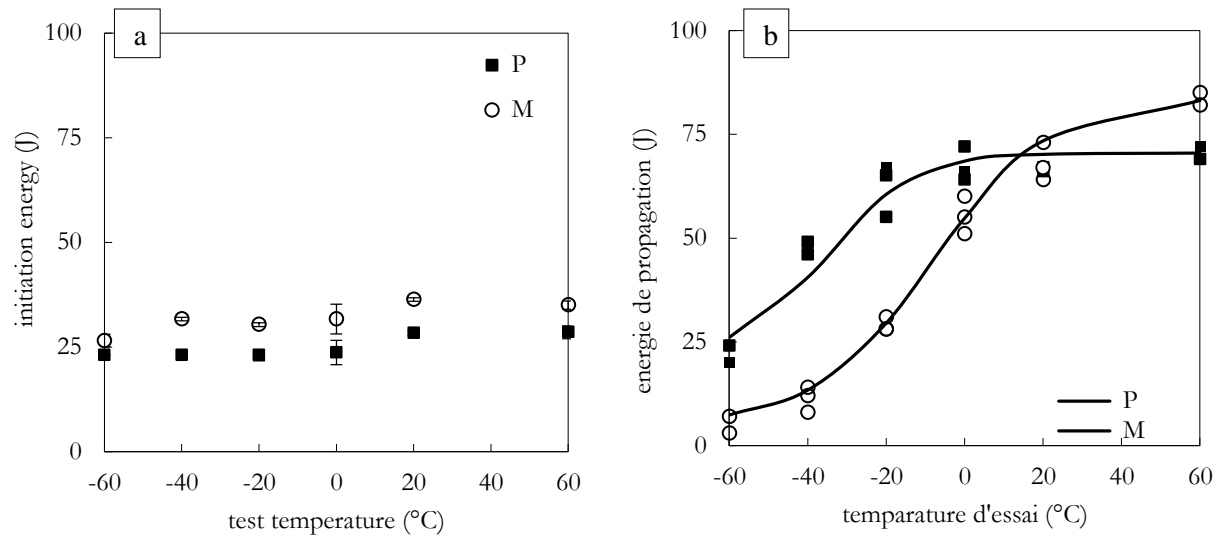 a
100
75
50
25
0
initiation energy (J)
P
M
-60 -40 -20 0 20 40 60
test temperature (°C)
b
100
75
50
25
0
energie de propagation (J)
P
M
-60 -40 -20 0 20 40 60
temparature d'essai (°C)